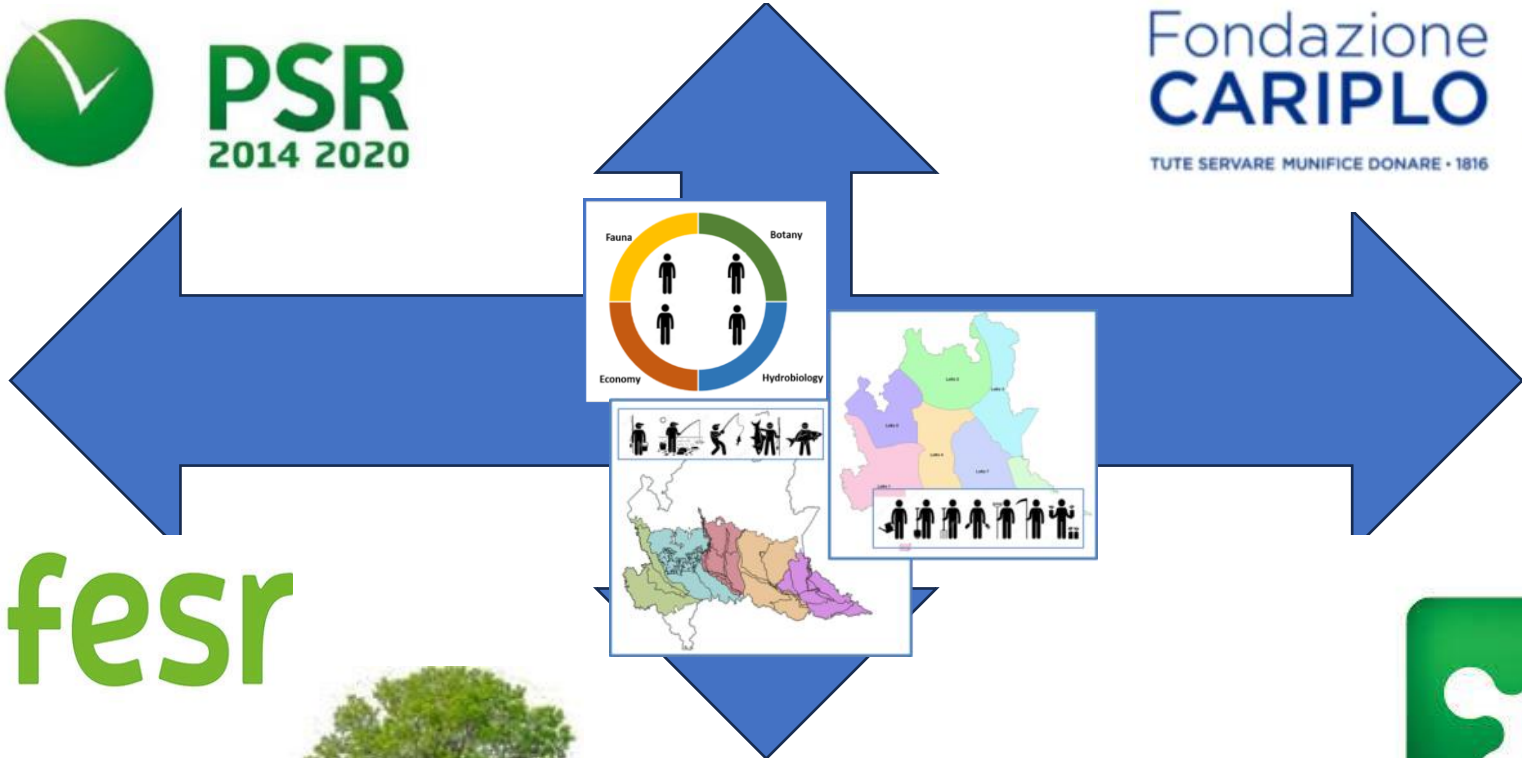 PSR
2014 2020
Fondazione
CARIPLO
TUTE SERVARE MUNIFICE DONARE • 1816
Fauna
Botany
Economy
Hydrobiology
fesr